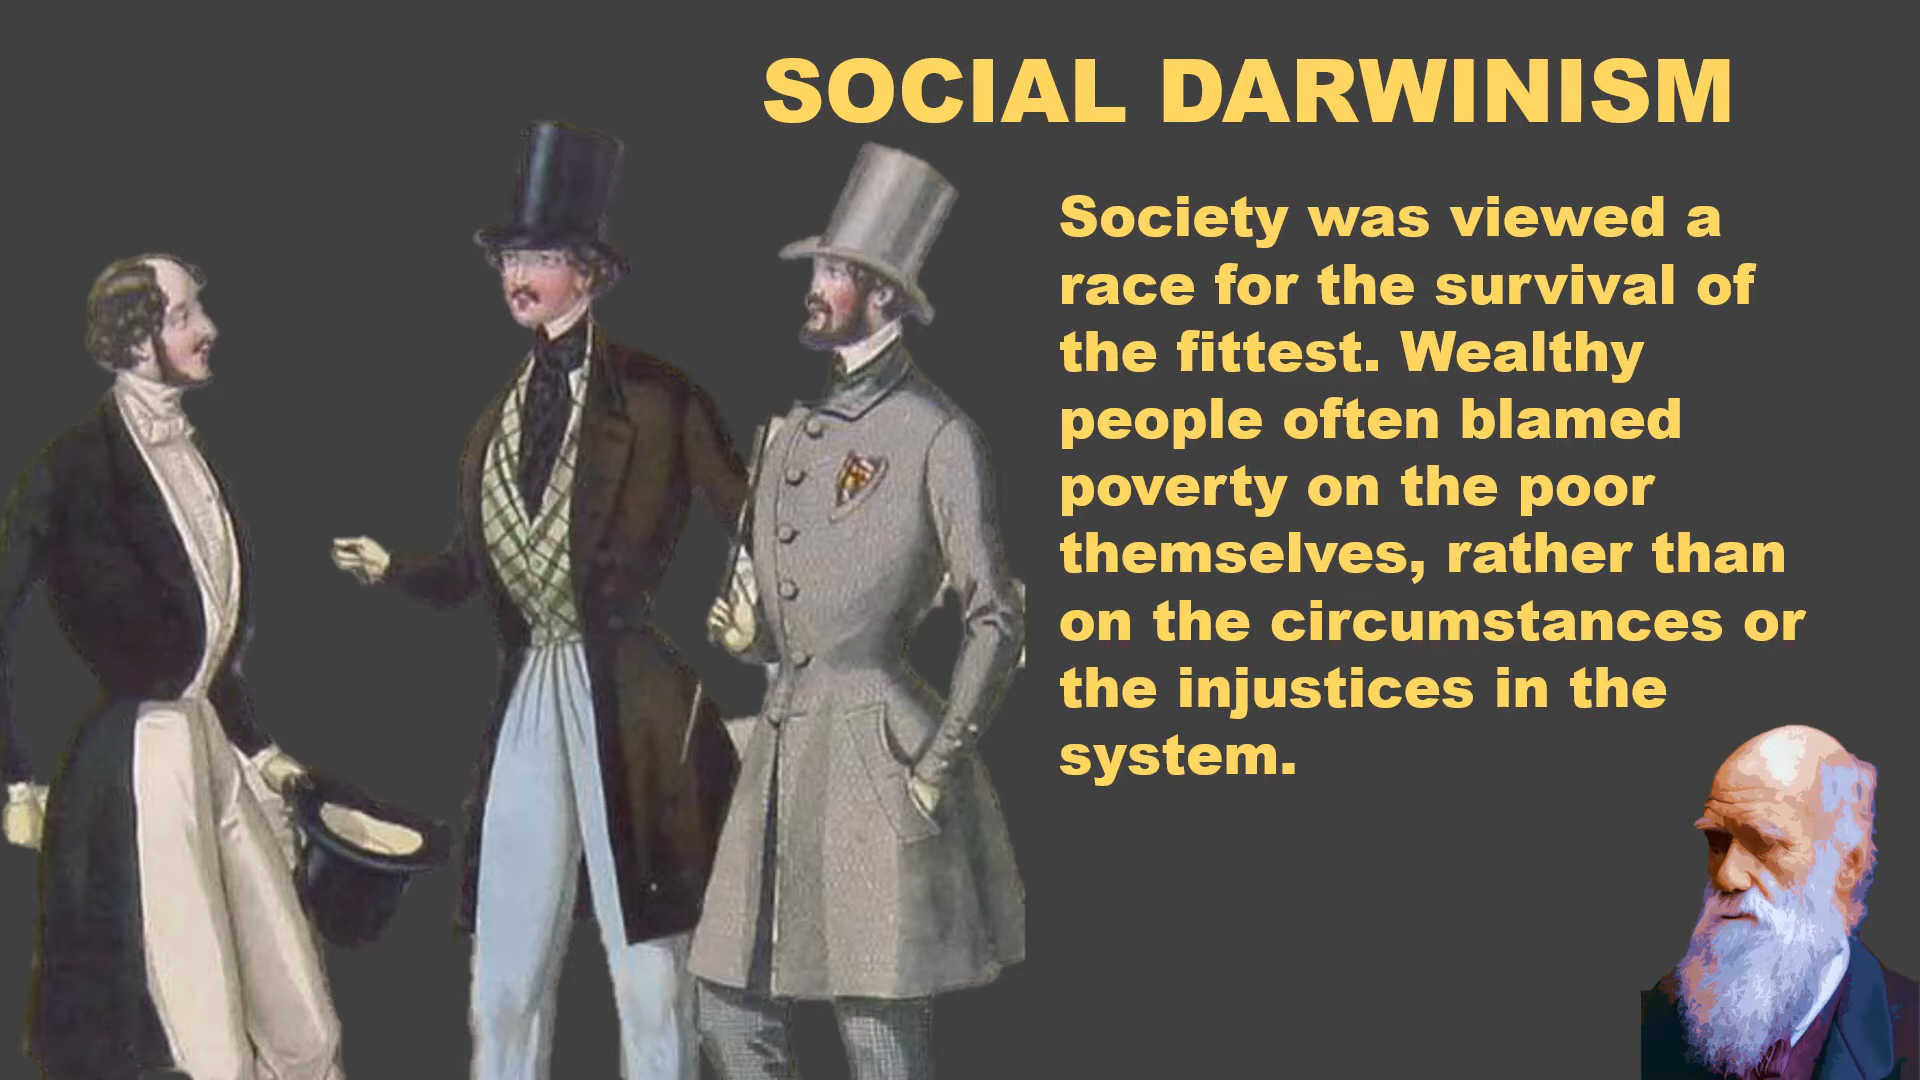 SOCIAL DARWINISM
Society was viewed a
race for the survival of
the fittest. Wealthy
people often blamed
poverty on the poor
themselves, rather than
on the circumstances or
the injustices in the
system.